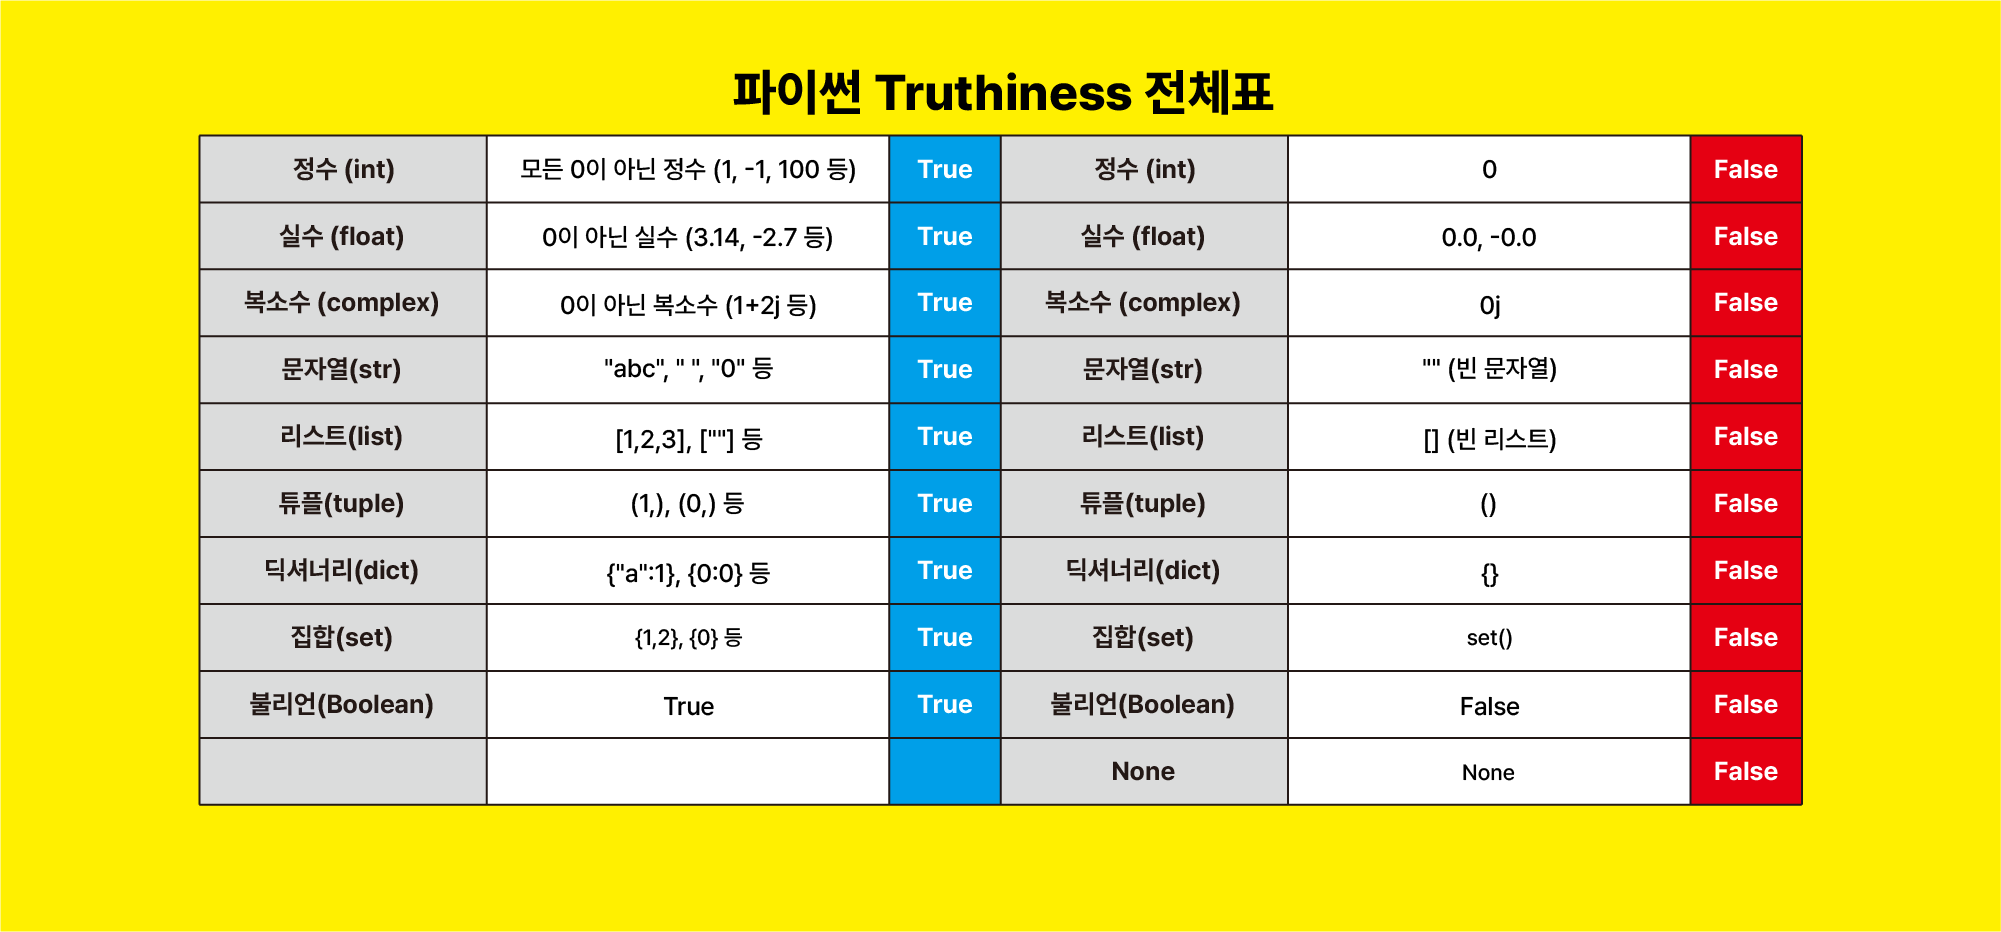 파이썬 Truthiness 전체표
정수 (int) 모든 0이 아닌 정수 (1, -1, 100 등) True 정수 (int) 0 False
실수 (float) 0이 아닌 실수 (3.14, -2.7 등) True 실수 (float) 0.0, -0.0 False
복소수 (complex) 0이 아닌 복소수 (1+2j 등) True 복소수 (complex) 0j False
문자열(str) "abc", " ", "0" 등 True 문자열(str) "" (빈 문자열) False
리스트(list) [1,2,3], [""] 등 True 리스트(list) [] (빈 리스트) False
튜플(tuple) (1,), (0,) 등 True 튜플(tuple) () False
딕셔너리(dict) {"a":1}, {0:0} 등 True 딕셔너리(dict) {} False
집합(set) {1,2}, {0} 등 True 집합(set) set() False
불리언(Boolean) True True 불리언(Boolean) False False
None None False